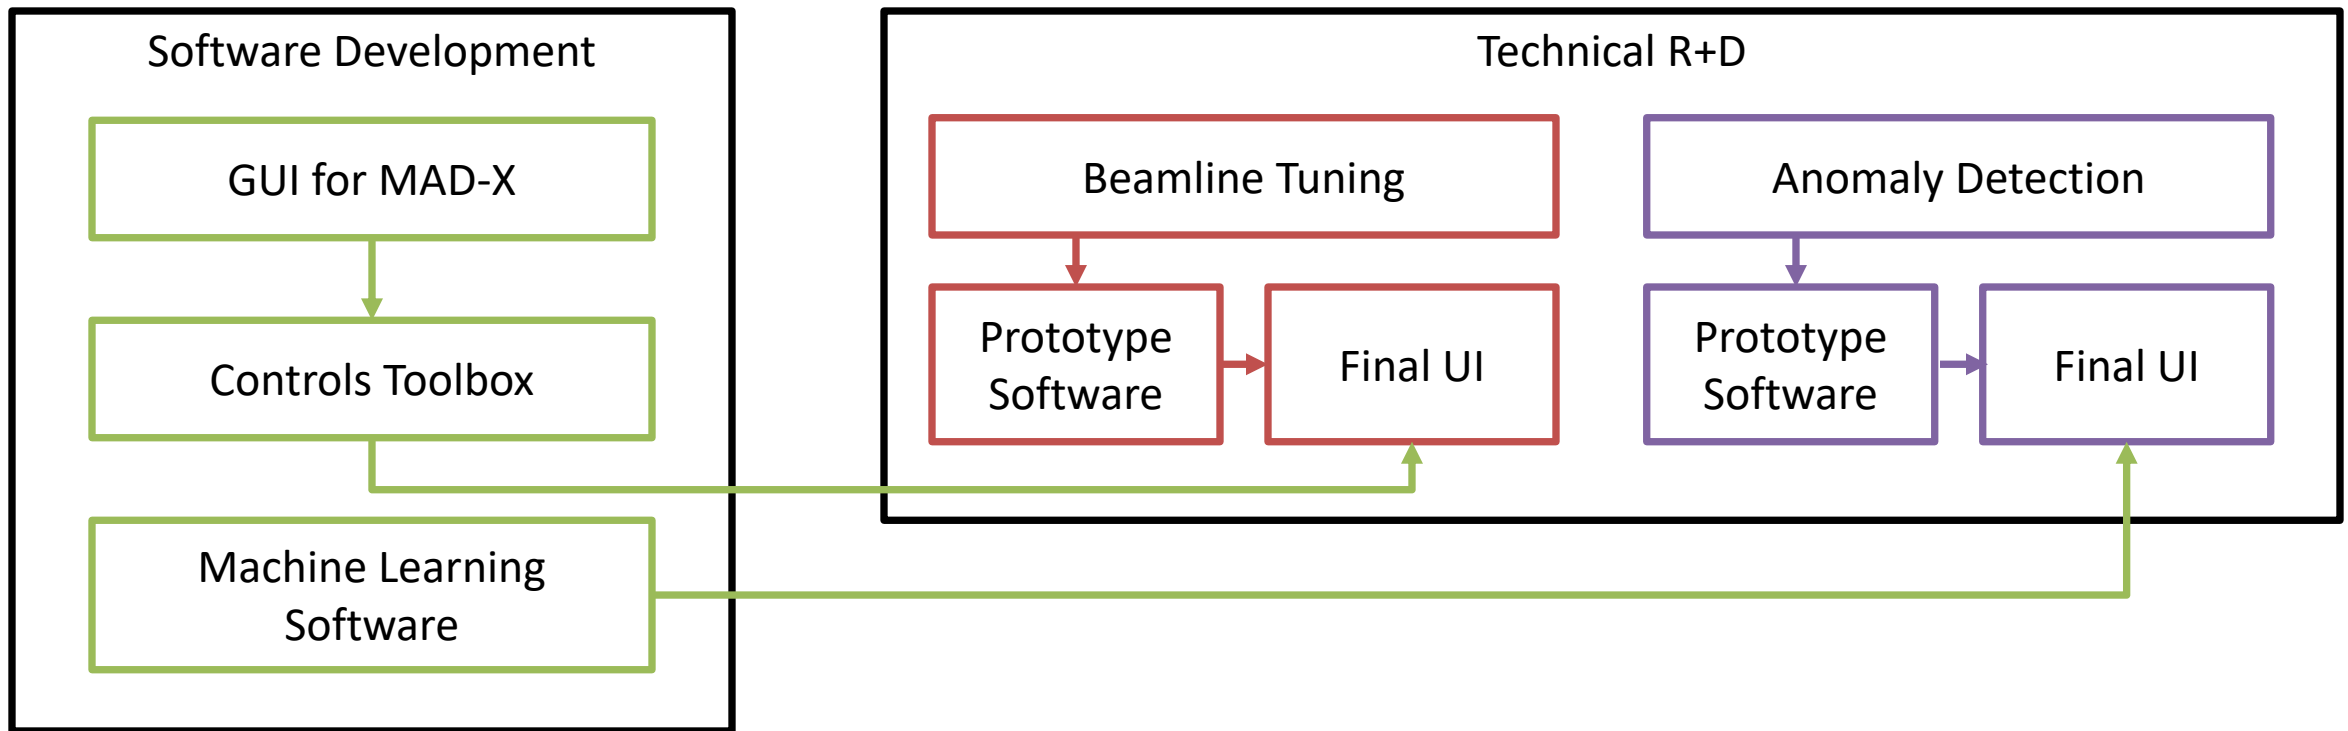 Software Development
GUI for MAD-X
Controls Toolbox
Machine Learning
Software
Technical R+D
Beamline Tuning
Prototype
Software
Final UI
Anomaly Detection
Prototype
Software
Final UI